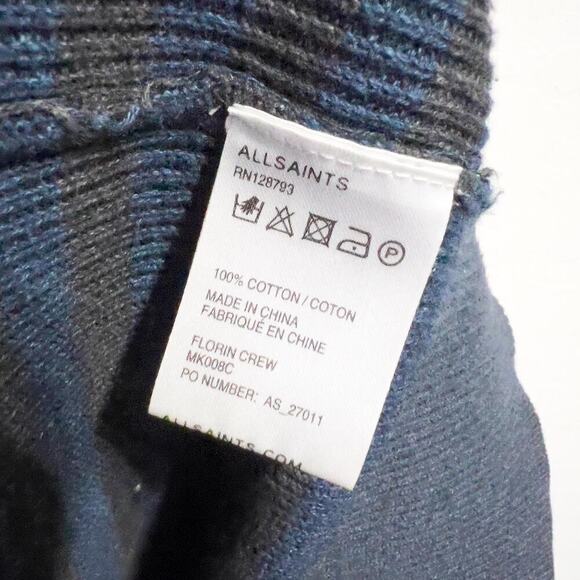 ALLSAINTS
RN128793
P
100% COTTON / COTON
MADE IN CHINA
FABRIQUÉ EN CHINE
FLORIN CREW
MK008C
PO NUMBER: AS_27011
ALLSAINTS.COM